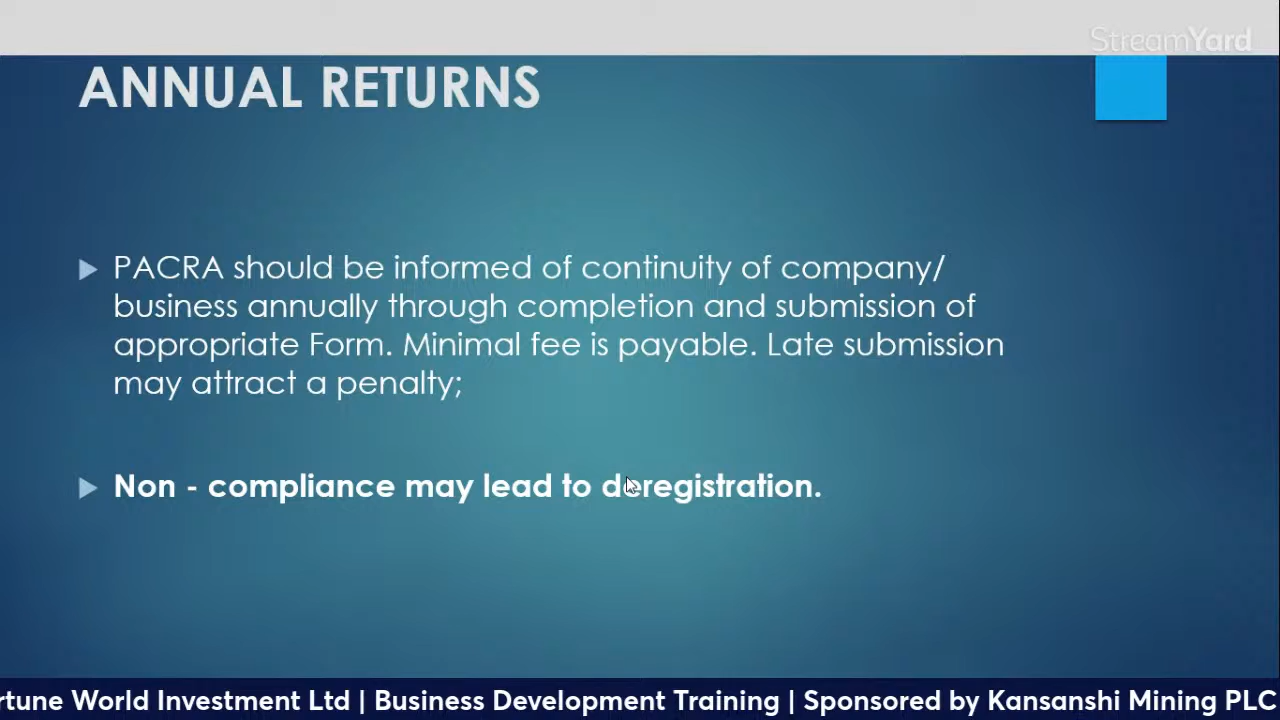 StreamYard
ANNUAL RETURNS
PACRA should be informed of continuity of company/
business annually through completion and submission of
appropriate Form. Minimal fee is payable. Late submission
may attract a penalty;
Non - compliance may lead to deregistration.
rtune World Investment Ltd | Business Development Training | Sponsored by Kansanshi Mining PLC